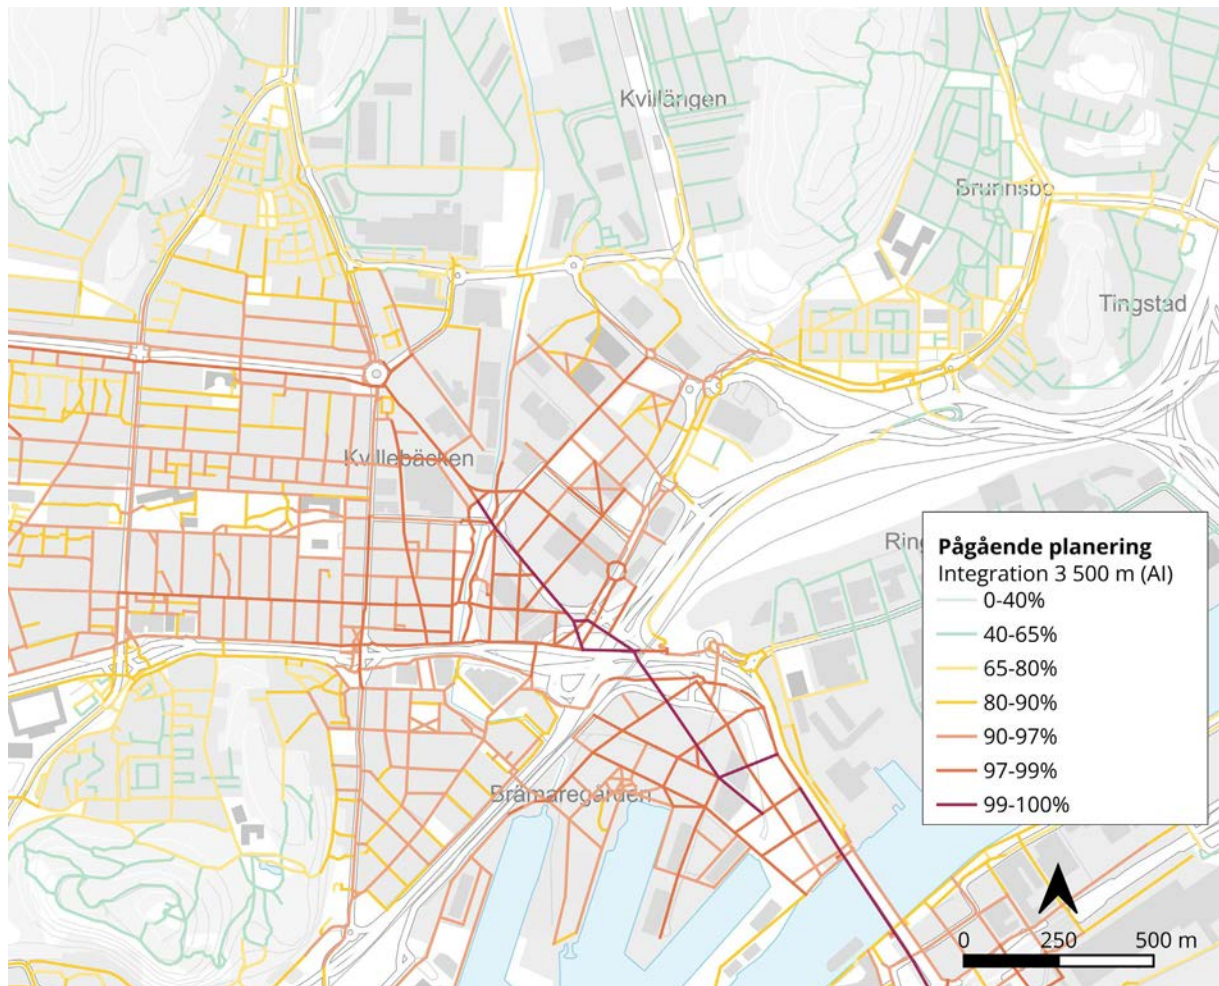 Kvillängen
Brunnsbo
Tingstad
Kvillebäcken
Ring
Brämaregården
Pågående planering
Integration 3 500 m (AI)
0-40%
40-65%
65-80%
80-90%
90-97%
97-99%
99-100%
0 250 500 m